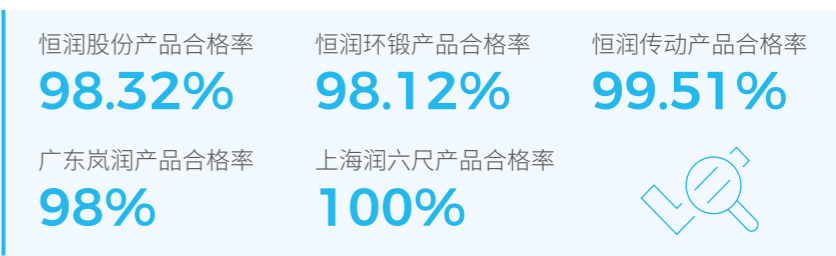 恒润股份产品合格率
98.32%
恒润环锻产品合格率
98.12%
恒润传动产品合格率
99.51%
广东岚润产品合格率
98%
上海润六尺产品合格率
100%